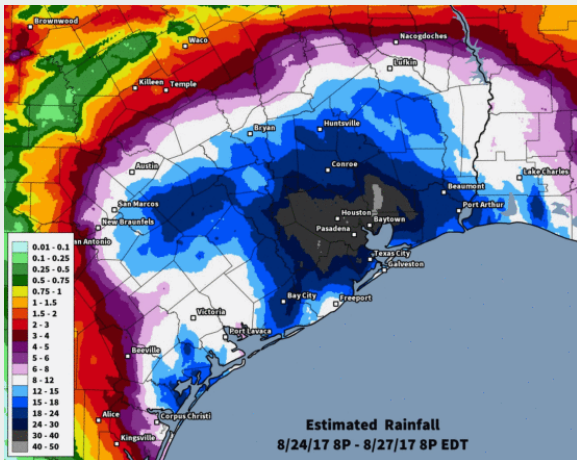 Brownwood
Nacogdoches
Waco
Lufkin
Killeen
Temple
Bryan
Huntsville
Austin
Conroe
Lake Charles
Beaumont
San Marcos
Port Arthur
Houston
New Braunfels
Baytown
Pasadena
San Antonio
0.01 - 0.1
0.1 - 0.25
0.25 - 0.5
0.5 - 0.75
0.75 - 1
1 - 1.5
1.5 - 2
2 - 3
3 - 4
4 - 5
5 - 6
6 - 8
8 - 12
12 - 15
15 - 18
18 - 24
24 - 30
30 - 40
40 - 50
Texas City
Galveston
Bay City
Freeport
Victoria
Port Lavaca
Beeville
Alice
Corpus Christi
Kingsville
Estimated Rainfall
8/24/17 8P - 8/27/17 8P EDT